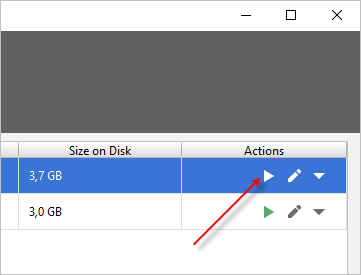 Size on Disk Actions
3,7 GB
3,0 GB